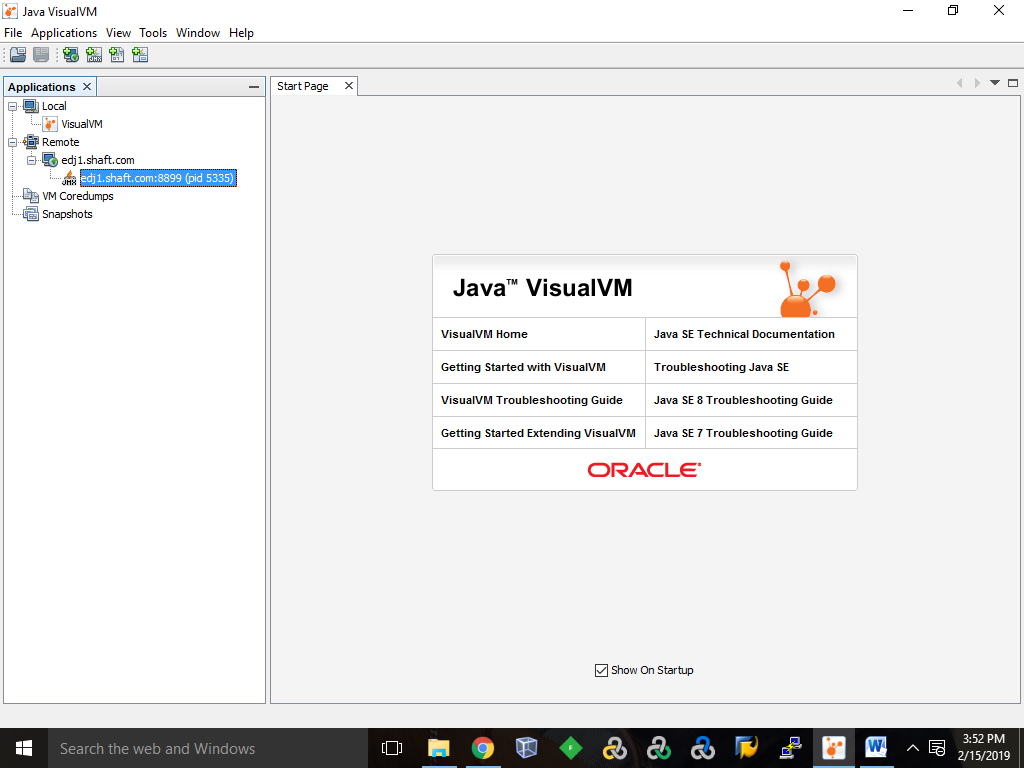 Java VisualVM
File Applications View Tools Window Help
Applications
Start Page
Local
VisualVM
Remote
edj1.shaft.com
JMX
edj1.shaft.com:8899 (pid 5335)
VM Coredumps
Snapshots
Java™ VisualVM
VisualVM Home
Java SE Technical Documentation
Getting Started with VisualVM
Troubleshooting Java SE
VisualVM Troubleshooting Guide
Java SE 8 Troubleshooting Guide
Getting Started Extending VisualVM
Java SE 7 Troubleshooting Guide
ORACLE
Show On Startup
Search the web and Windows
3:52 PM
2/15/2019